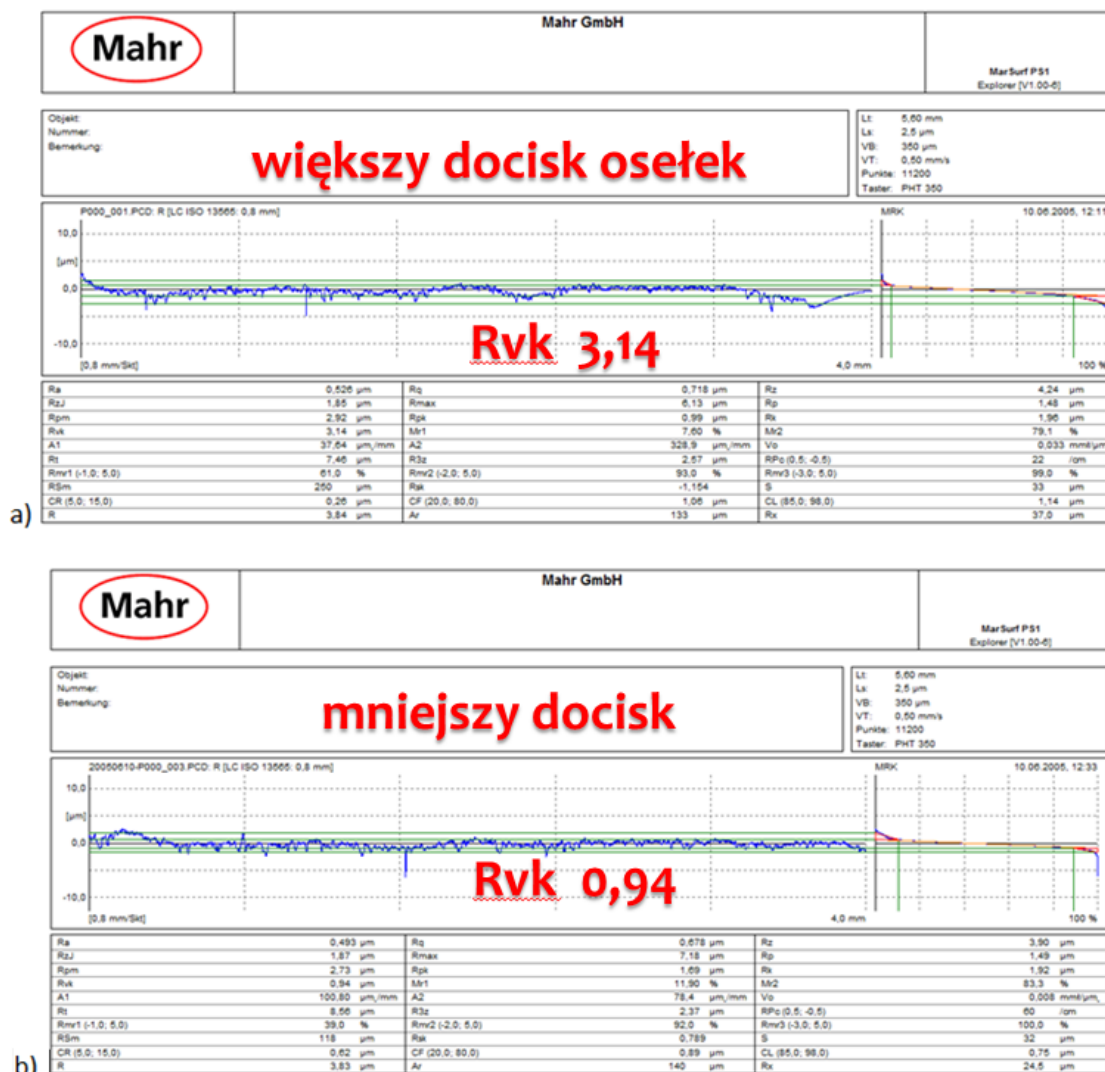 Mahr
Mahr GmbH
MarSurf PS1
Explorer [V1.00-6]
Objekt:
Nummer:
Bemerkung:
większy docisk osełek
Lt: 5,60 mm
Ls: 2,5 µm
VB: 350 µm
VT: 0,50 mm/s
Punkte: 11200
Taster: PHT 350
P000_001.PCD: R [LC ISO 13565: 0,8 mm]
MRK
10.06.2005, 12:11
10,0
[µm]
0,0
-10,0
Rvk 3,14
[0,8 mm/Skt]
4,0 mm
100 %
Ra 0,526 µm Rq 0,718 µm Rz 4,24 µm
RzJ 1,85 µm Rmax 6,13 µm Rp 1,48 µm
Rpm 2,92 µm Rpk 0,99 µm Rk 1,96 µm
Rvk 3,14 µm Mr1 7,60 % Mr2 79,1 %
A1 37,64 µm,/mm A2 328,9 µm,/mm Vo 0,033
Rt 7,46 µm R3z 2,57 µm RPc (0,5; -0,5) 22 /cm
Rmr1 (-1,0; 5,0) 61,0 % Rmr2 (-2,0; 5,0) 93,0 % Rmr3 (-3,0; 5,0) 99,0 %
RSm 250 µm Rsk -1,154 S 33 µm
CR (5,0; 15,0) 0,26 µm CF (20,0; 80,0) 1,06 µm CL (85,0; 98,0) 1,14 µm
R 3,84 µm Ar 133 µm Rx 37,0 µm
a)
Mahr
Mahr GmbH
MarSurf PS1
Explorer [V1.00-6]
Objekt:
Nummer:
Bemerkung:
mniejszy docisk
Lt: 5,60 mm
Ls: 2,5 µm
VB: 350 µm
VT: 0,50 mm/s
Punkte: 11200
Taster: PHT 350
20050610-P000_003.PCD: R [LC ISO 13565: 0,8 mm]
MRK
10.06.2005, 12:33
10,0
[µm]
0,0
-10,0
Rvk 0,94
[0,8 mm/Skt]
4,0 mm
100 %
Ra 0,493 µm Rq 0,678 µm Rz 3,90 µm
RzJ 1,87 µm Rmax 7,18 µm Rp 1,49 µm
Rpm 2,73 µm Rpk 1,69 µm Rk 1,92 µm
Rvk 0,94 µm Mr1 11,90 % Mr2 83,3 %
A1 100,80 µm,/mm A2 78,4 µm,/mm Vo 0,008
Rt 8,56 µm R3z 2,37 µm RPc (0,5; -0,5) 60 /cm
Rmr1 (-1,0; 5,0) 39,0 % Rmr2 (-2,0; 5,0) 92,0 % Rmr3 (-3,0; 5,0) 100,0 %
RSm 118 µm Rsk 0,789 S 32 µm
CR (5,0; 15,0) 0,62 µm CF (20,0; 80,0) 0,89 µm CL (85,0; 98,0) 0,75 µm
R 3,83 µm Ar 140 µm Rx 24,5 µm
b)